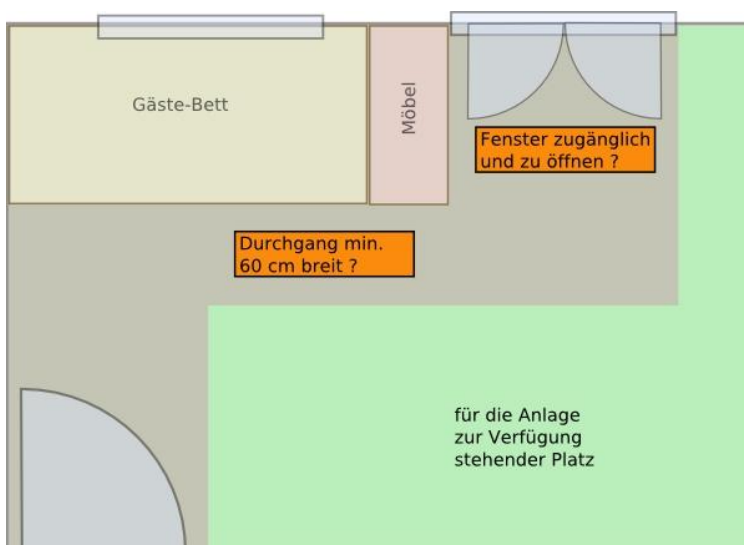 Gäste-Bett
Möbel
Fenster zugänglich
und zu öffnen ?
Durchgang min.
60 cm breit ?
für die Anlage
zur Verfügung
stehender Platz